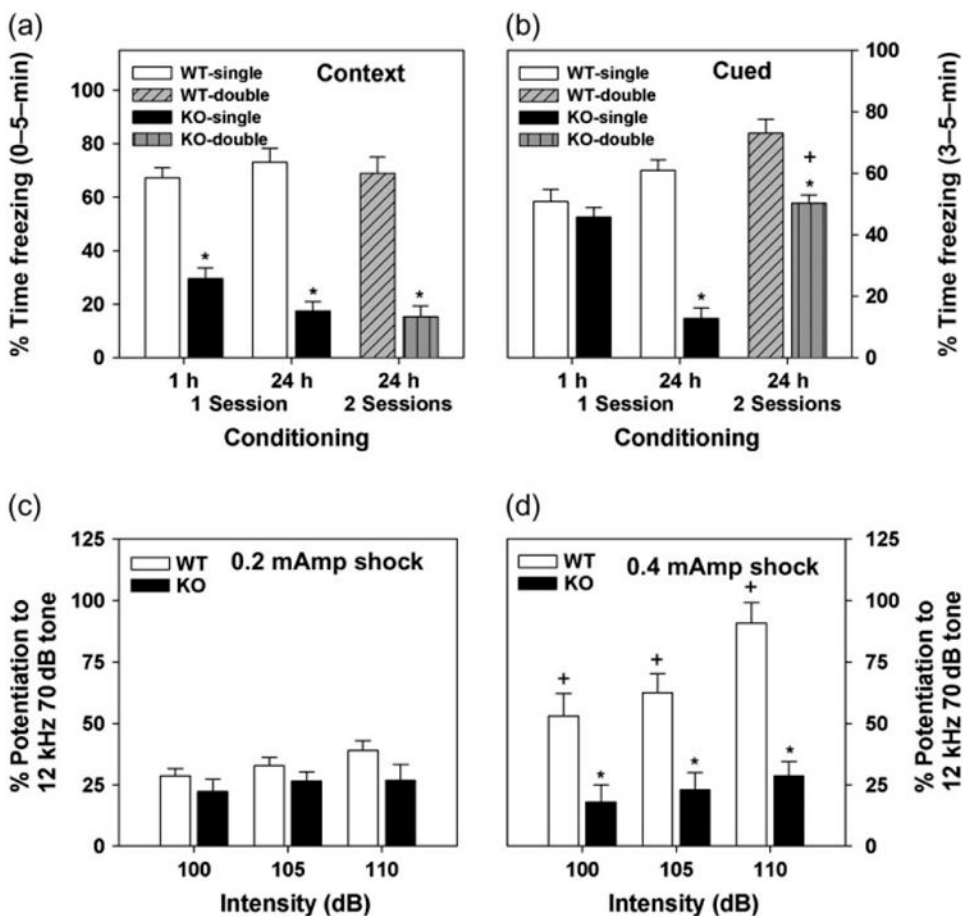 (a)
% Time freezing (0–5–min)
100
80
60
40
20
0
WT-single
WT-double
KO-single
KO-double
Context
*
*
*
1 h
24 h
24 h
1 Session
2 Sessions
Conditioning
(b)
WT-single
WT-double
KO-single
KO-double
Cued
*
+
*
100
80
60
40
20
0
% Time freezing (3–5–min)
1 h
24 h
24 h
1 Session
2 Sessions
Conditioning
(c)
% Potentiation to
12 kHz 70 dB tone
125
100
75
50
25
0
WT
KO
0.2 mAmp shock
100
105
110
Intensity (dB)
(d)
WT
KO
0.4 mAmp shock
+
+
+
*
*
*
125
100
75
50
25
0
% Potentiation to
12 kHz 70 dB tone
100
105
110
Intensity (dB)